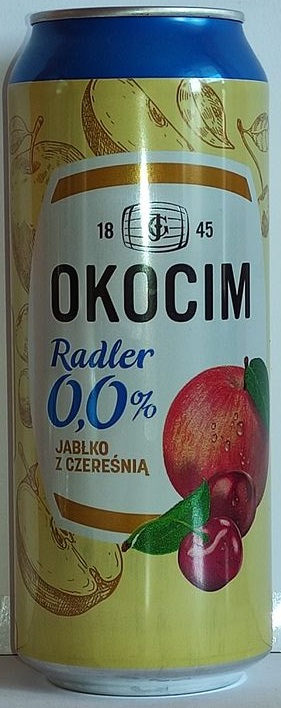 18 45
OKOCIM
Radler
0,0%
JABŁKO
Z CZEREŚNIĄ